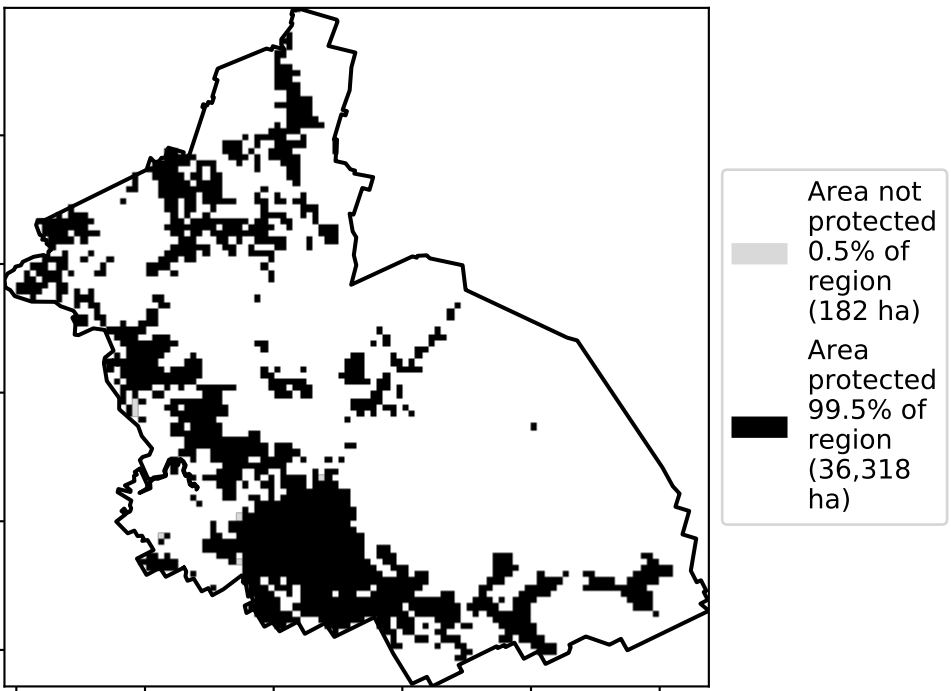 Area not
protected
0.5% of
region
(182 ha)
Area
protected
99.5% of
region
(36,318
ha)